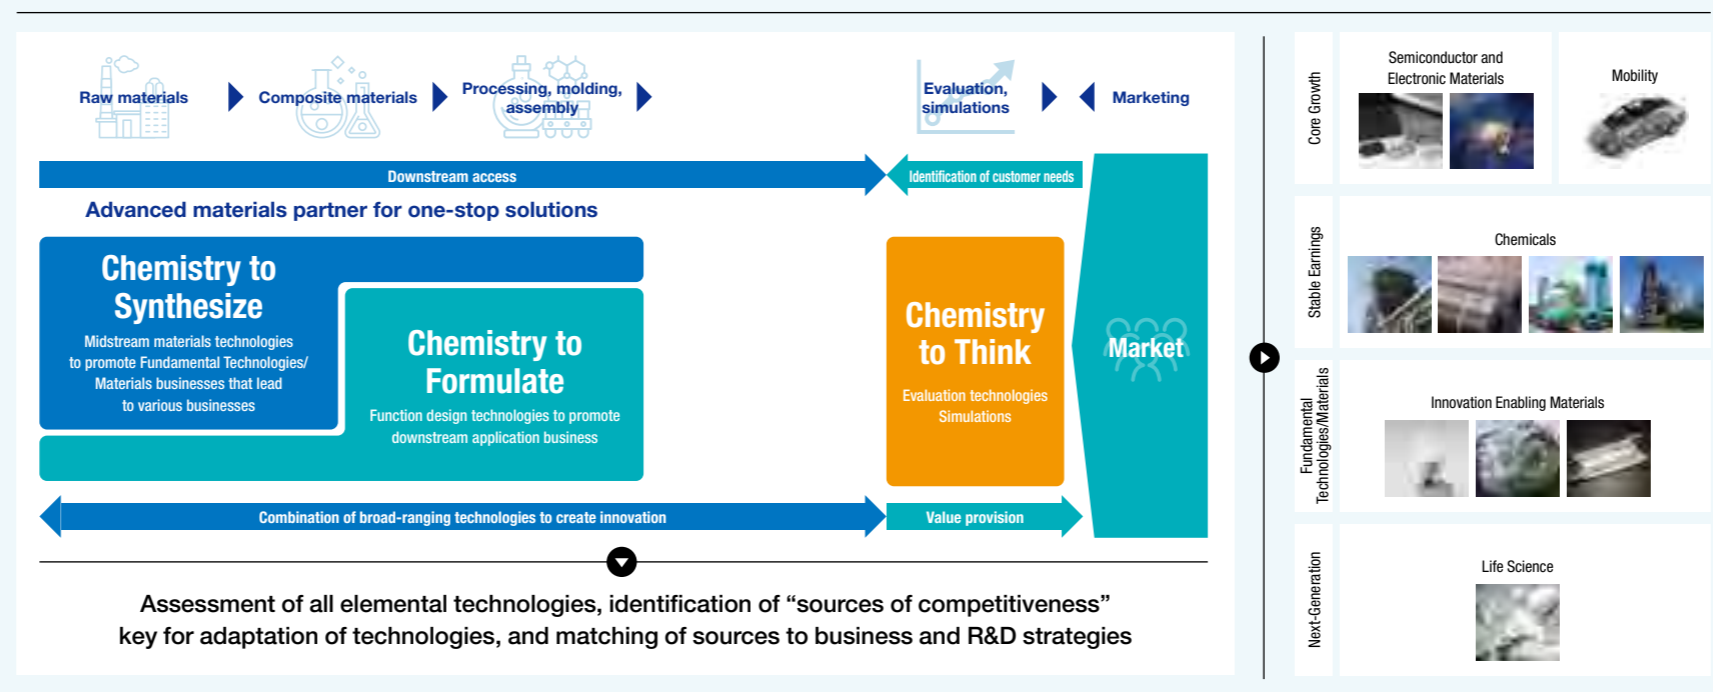 Raw materials
Composite materials
Processing, molding,
assembly
Evaluation,
simulations
Marketing
Downstream access
Identification of customer needs
Advanced materials partner for one-stop solutions
Chemistry to
Synthesize
Midstream materials technologies
to promote Fundamental Technologies/
Materials businesses that lead
to various businesses
Chemistry to
Formulate
Function design technologies to promote
downstream application business
Chemistry
to Think
Evaluation technologies
Simulations
Market
Combination of broad-ranging technologies to create innovation
Value provision
Assessment of all elemental technologies, identification of “sources of competitiveness”
key for adaptation of technologies, and matching of sources to business and R&D strategies
Core Growth
Semiconductor and
Electronic Materials
Mobility
Stable Earnings
Chemicals
Fundamental
Technologies/Materials
Innovation Enabling Materials
Next-Generation
Life Science